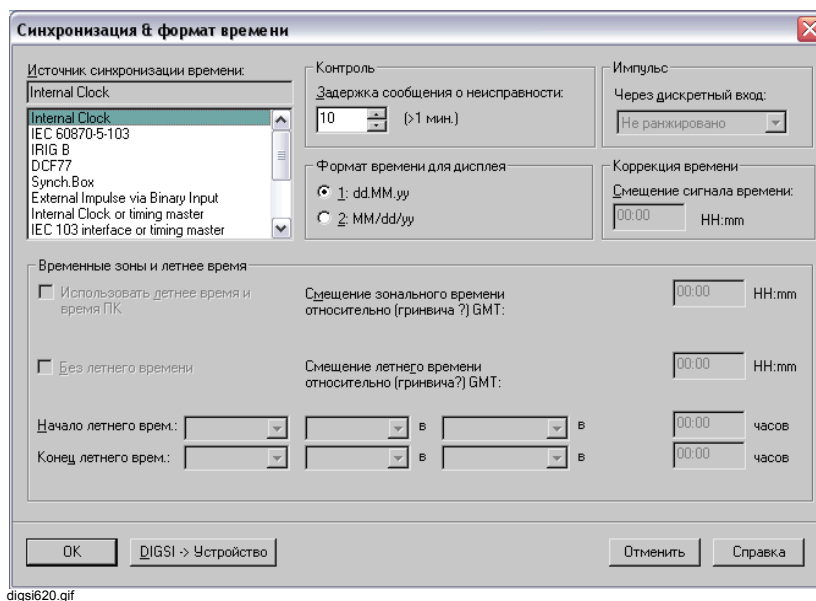 Синхронизация & формат времени
Источник синхронизации времени:
Internal Clock
Internal Clock
IEC 60870-5-103
IRIG B
DCF77
Synch.Box
External Impulse via Binary Input
Internal Clock or timing master
IEC 103 interface or timing master
Контроль
Задержка сообщения о неисправности:
10 (>1 мин.)
Формат времени для дисплея
1: dd.MM.yy
2: MM/dd/yy
Импульс
Через дискретный вход:
Не ранжировано
Коррекция времени
Смещение сигнала времени:
00:00 HH:mm
Временные зоны и летнее время
Использовать летнее время и
время ПК
Смещение зонального времени
относительно (гринвича ?) GMT:
00:00 HH:mm
Без летнего времени
Смещение летнего времени
относительно (гринвича?) GMT:
00:00 HH:mm
Начало летнего врем.: в в 00:00 часов
Конец летнего врем.: в в 00:00 часов
OK DIGSI -> Устройство Отменить Справка
digsi620.gif